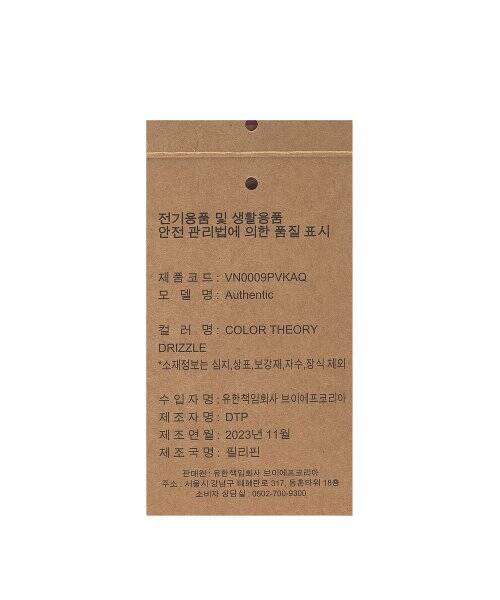 전기용품 및 생활용품
안전 관리법에 의한 품질 표시
제 품 코 드 : VN0009PVKAQ
모 델 명 : Authentic
컬 러 명 : COLOR THEORY
DRIZZLE
*소재정보는 심지,상표,보강재,자수,장식 제외
수 입 자 명 : 유한책임회사 브이에프코리아
제 조 자 명 : DTP
제 조 연 월 : 2023년 11월
제 조 국 명 : 필리핀
판매원 : 유한책임회사 브이에프코리아
주소 : 서울시 강남구 테헤란로 317, 동훈타워 18층
소비자 상담실 : 0502-700-9300